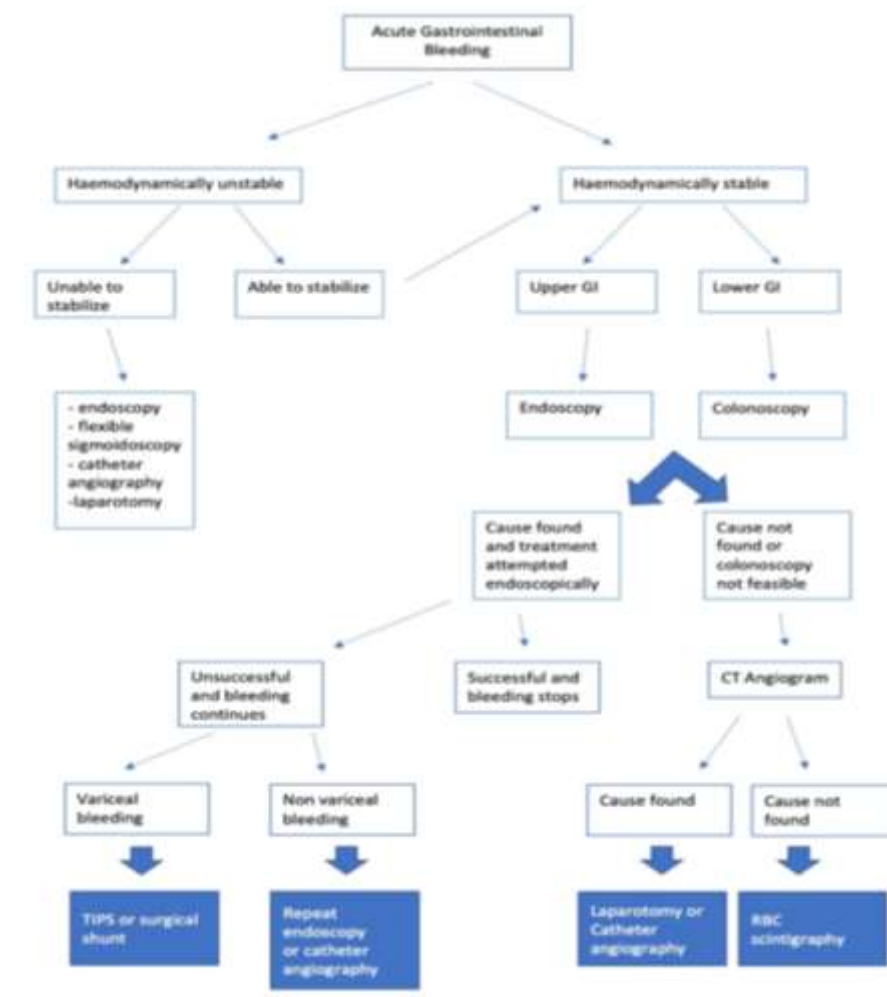 Acute Gastrointestinal
Bleeding
Haemodynamically unstable
Haemodynamically stable
Unable to
stabilize
Able to stabilize
Upper GI
Lower GI
- endoscopy
- flexible
sigmoidoscopy
- catheter
angiography
-laparotomy
Endoscopy
Colonoscopy
Cause found
and treatment
attempted
endoscopically
Cause not
found or
colonoscopy
not feasible
Unsuccessful
and bleeding
continues
Successful and
bleeding stops
CT Angiogram
Variceal
bleeding
Non variceal
bleeding
Cause found
Cause not
found
TIPS or surgical
shunt
Repeat
endoscopy
or catheter
angiography
Laparotomy or
Catheter
angiography
RBC
scintigraphy